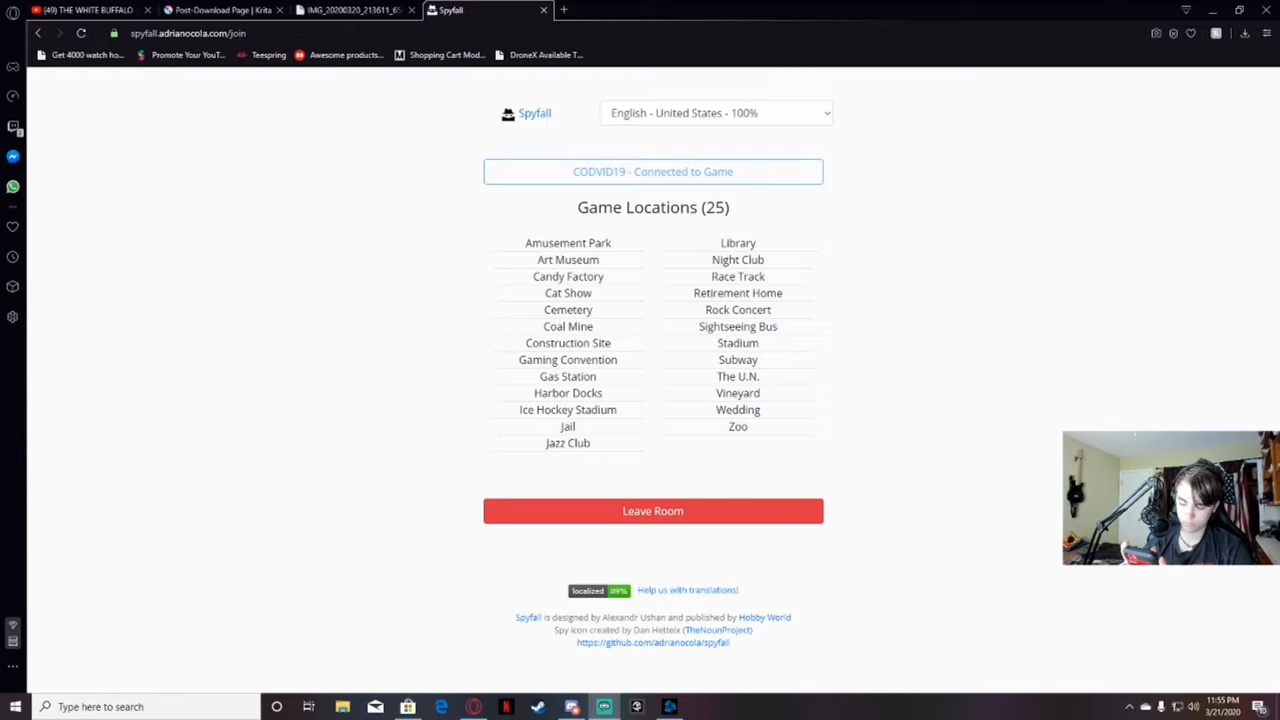 (49) THE WHITE BUFFALO
Post-Download Page | Krita
IMG_20200320_213611_65
Spyfall
spyfall.adrianocola.com/join
Get 4000 watch ho...
Promote Your YouT...
Teespring
Awesome products...
Shopping Cart Mod...
DroneX Available T...
Spyfall
English - United States - 100%
CODVID19 - Connected to Game
Game Locations (25)
Amusement Park
Library
Art Museum
Night Club
Candy Factory
Race Track
Cat Show
Retirement Home
Cemetery
Rock Concert
Coal Mine
Sightseeing Bus
Construction Site
Stadium
Gaming Convention
Subway
Gas Station
The U.N.
Harbor Docks
Vineyard
Ice Hockey Stadium
Wedding
Jail
Zoo
Jazz Club
Leave Room
localized 89%
Help us with translations!
Spyfall is designed by Alexandr Ushan and published by Hobby World
Spy icon created by Dan Hetteix (TheNounProject)
https://github.com/adrianocola/spyfall
Type here to search
11:55 PM
3/21/2020